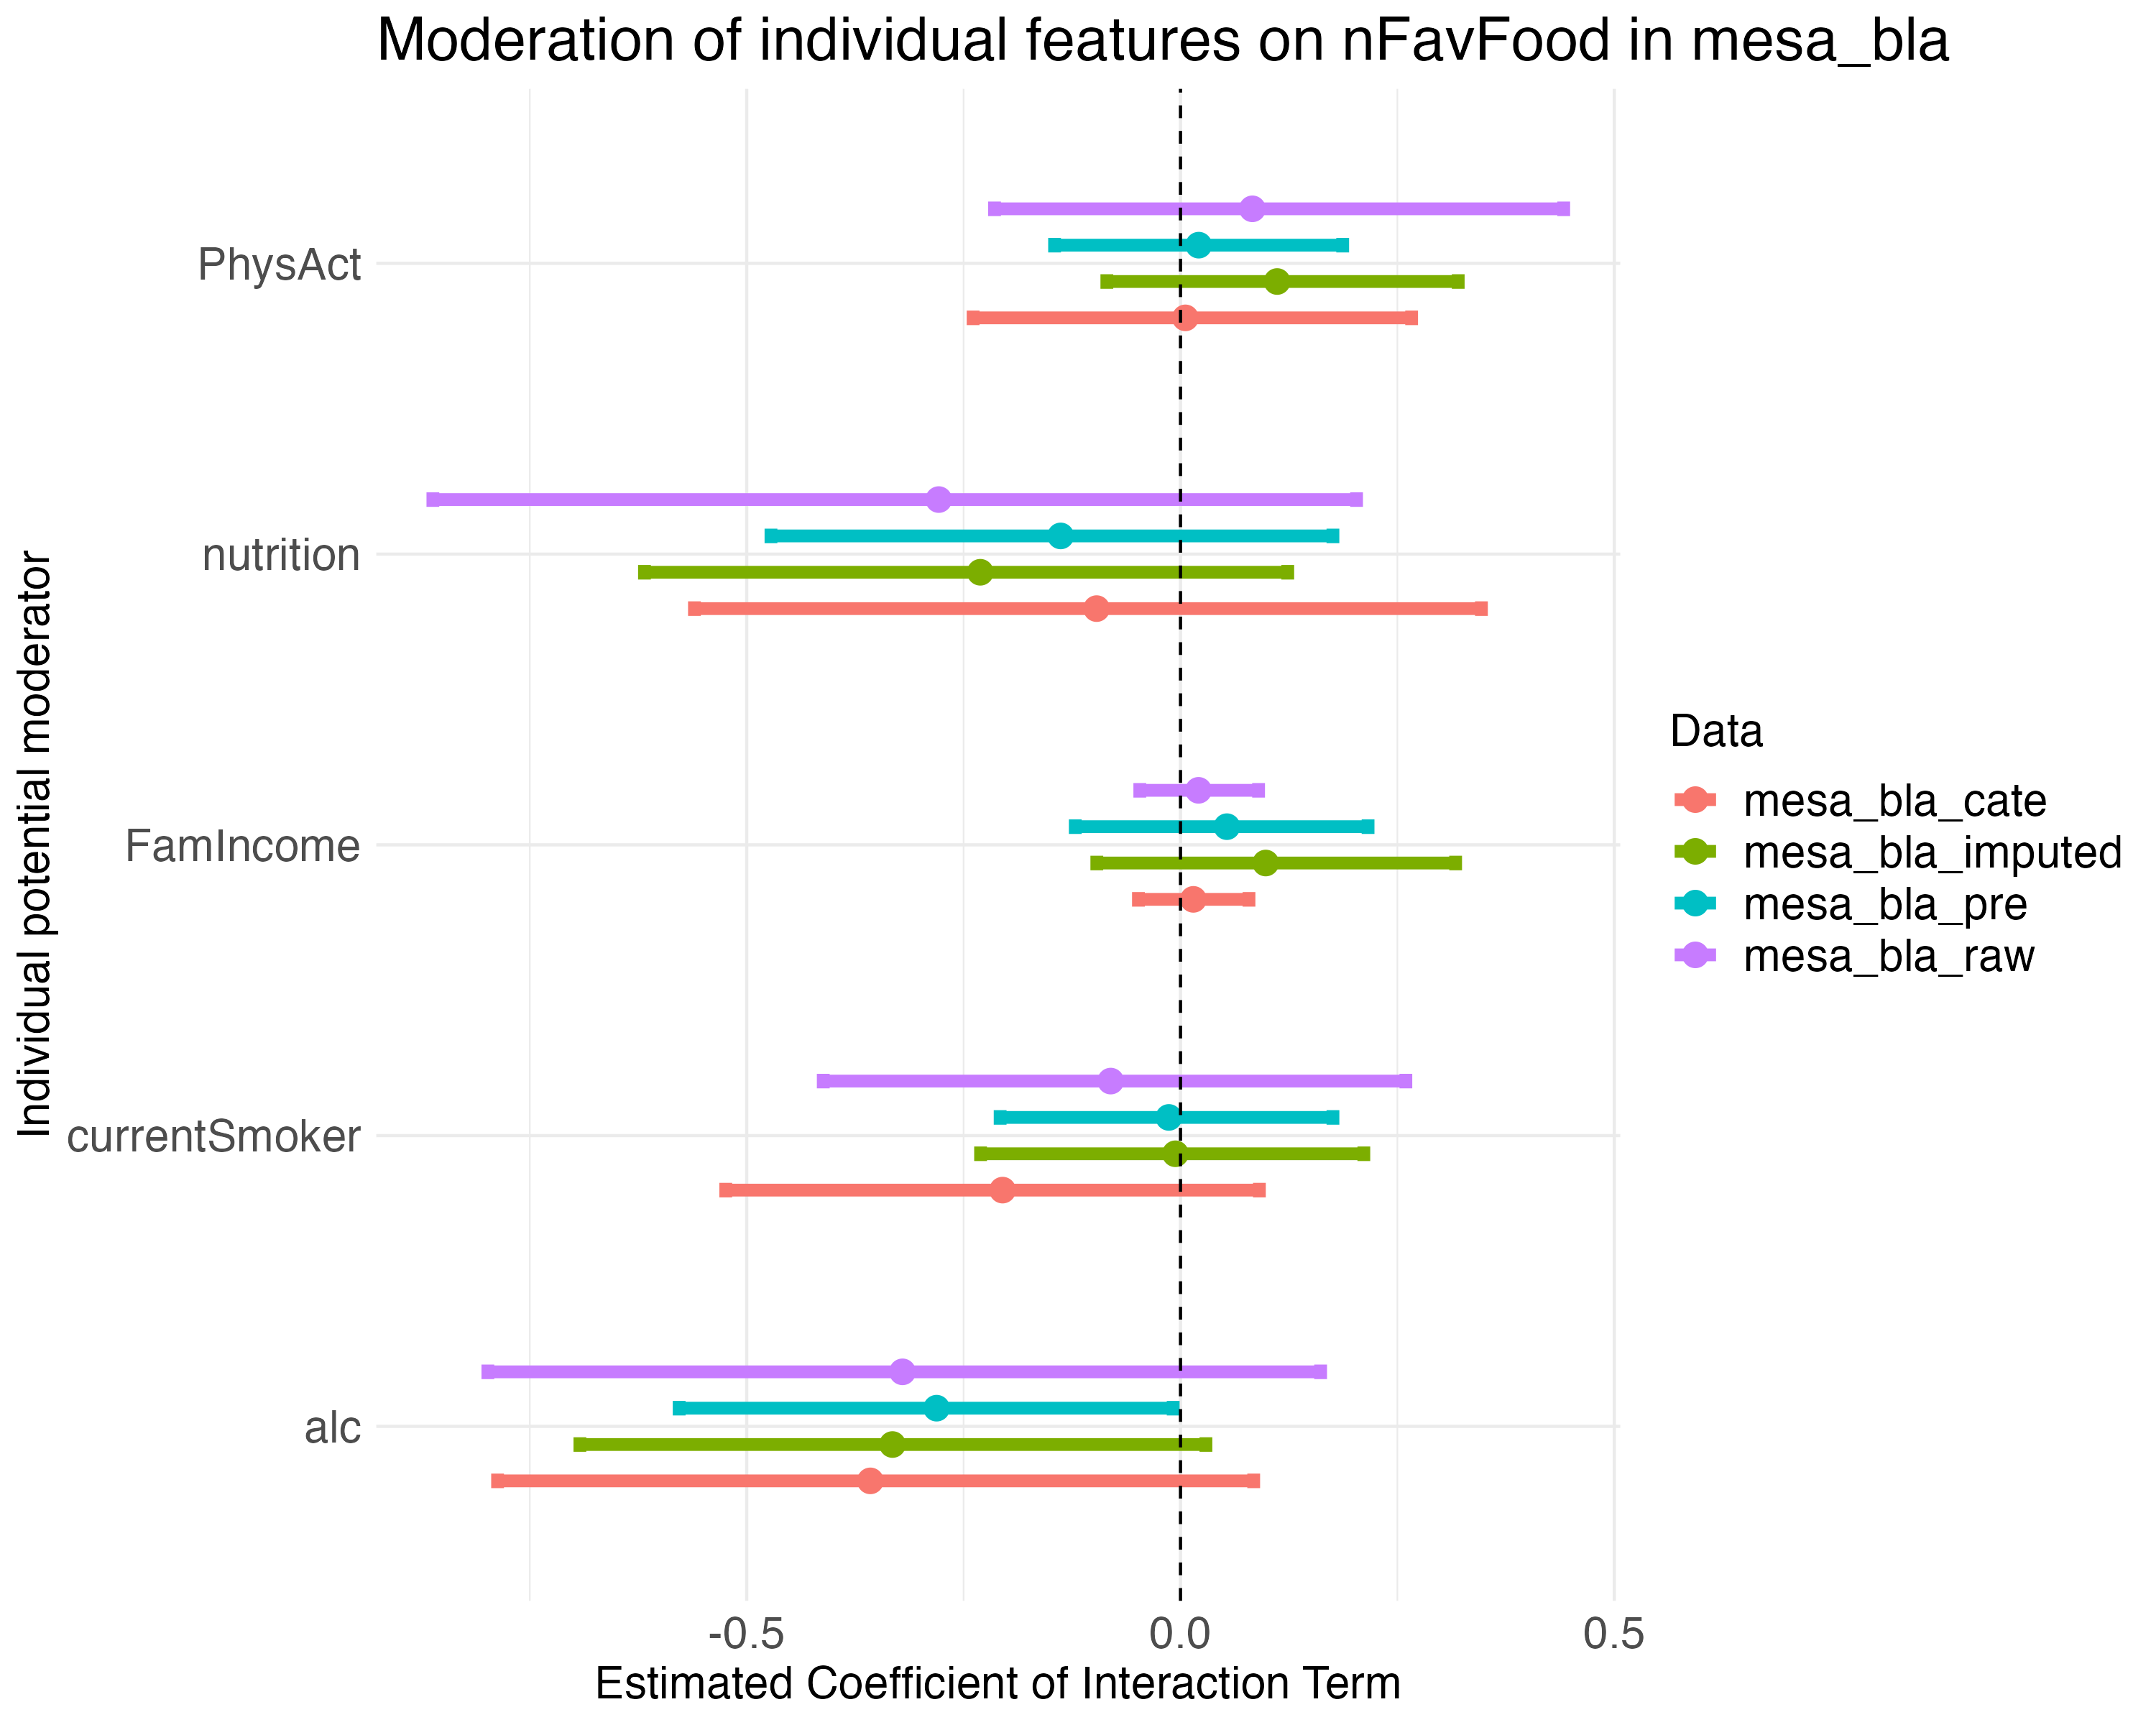 Moderation of individual features on nFavFood in mesa_bla
Individual potential moderator
PhysAct
nutrition
FamIncome
currentSmoker
alc
-0.5
0.0
0.5
Estimated Coefficient of Interaction Term
Data
mesa_bla_cate
mesa_bla_imputed
mesa_bla_pre
mesa_bla_raw